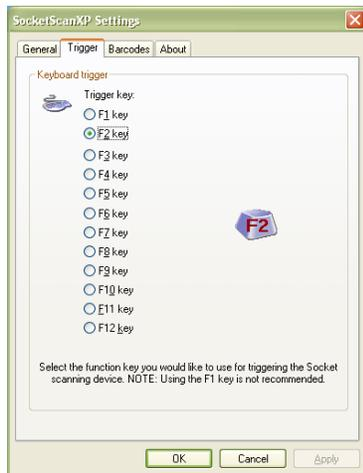 SocketScanXP Settings
General Trigger Barcodes About
Keyboard trigger
Trigger key:
F1 key
F2 key
F3 key
F4 key
F5 key
F6 key
F7 key
F8 key
F9 key
F10 key
F11 key
F12 key
F2
Select the function key you would like to use for triggering the Socket
scanning device. NOTE: Using the F1 key is not recommended.
OK Cancel Apply